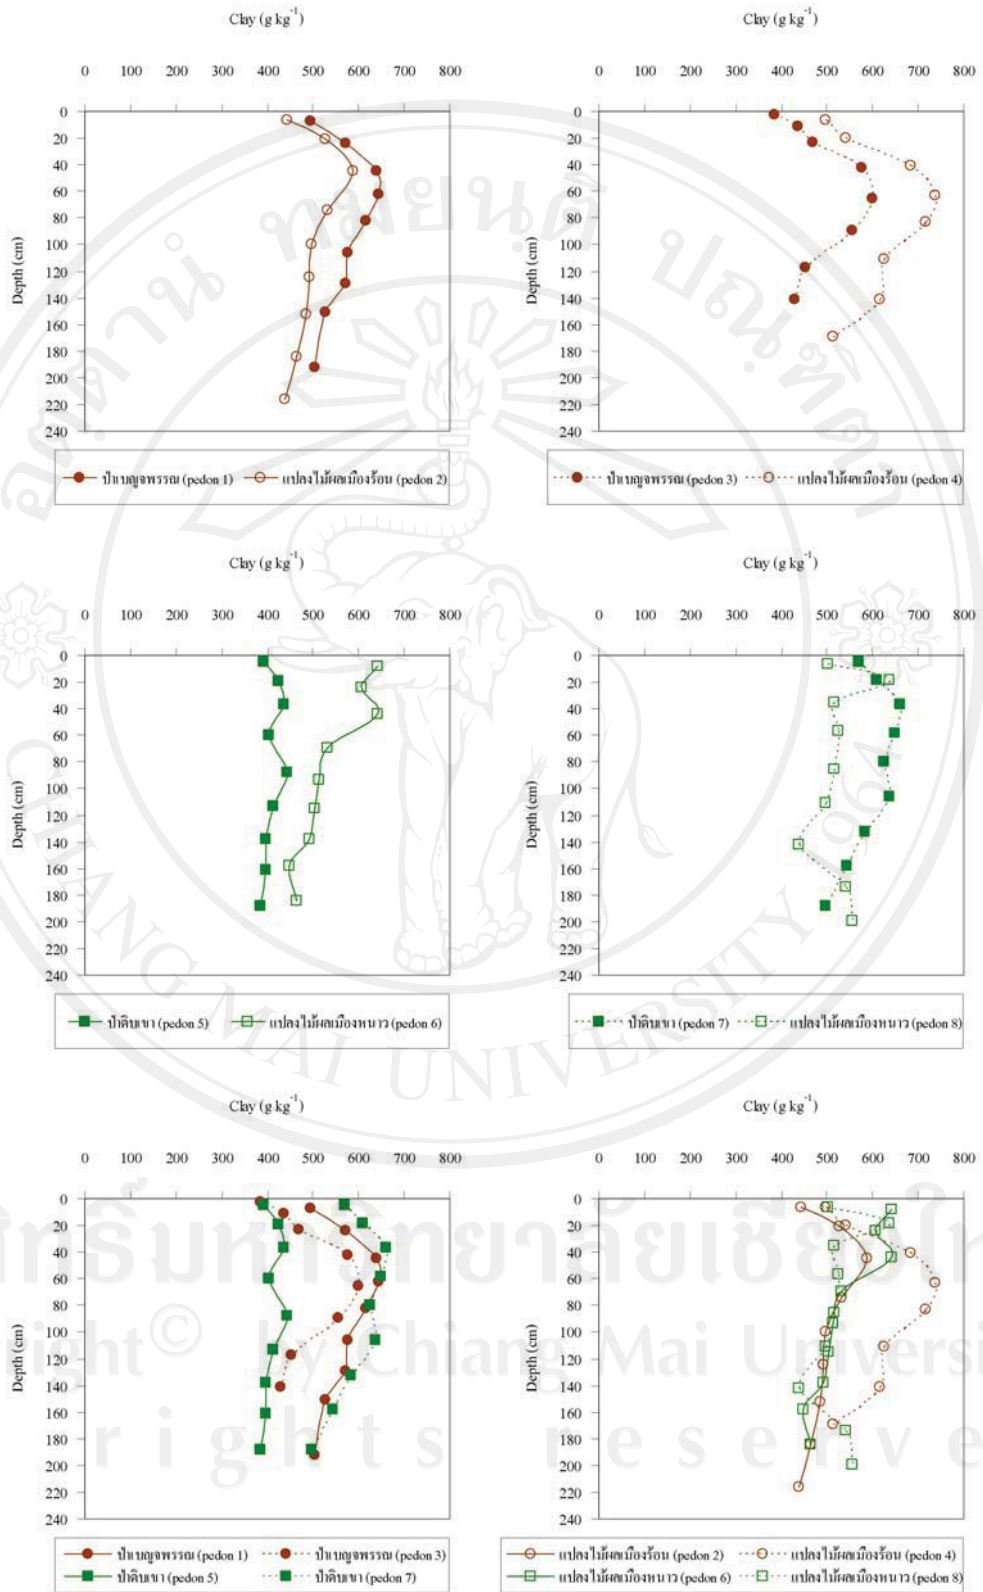 Clay (g kg⁻¹) Clay (g kg⁻¹)
0 100 200 300 400 500 600 700 800 0 100 200 300 400 500 600 700 800
Depth (cm) Depth (cm)
0 0
20 20
40 40
60 60
80 80
100 100
120 120
140 140
160 160
180 180
200 200
220 220
240 240
ป่าเบญจพรรณ (pedon 1) แปลงไม้ผลเมืองร้อน (pedon 2) ป่าเบญจพรรณ (pedon 3) แปลงไม้ผลเมืองร้อน (pedon 4)
Clay (g kg⁻¹) Clay (g kg⁻¹)
0 100 200 300 400 500 600 700 800 0 100 200 300 400 500 600 700 800
Depth (cm) Depth (cm)
0 0
20 20
40 40
60 60
80 80
100 100
120 120
140 140
160 160
180 180
200 200
220 220
240 240
ป่าดิบเขา (pedon 5) แปลงไม้ผลเมืองหนาว (pedon 6) ป่าดิบเขา (pedon 7) แปลงไม้ผลเมืองหนาว (pedon 8)
CHIANG MAI UNIVERSITY 1964
Clay (g kg⁻¹) Clay (g kg⁻¹)
0 100 200 300 400 500 600 700 800 0 100 200 300 400 500 600 700 800
Depth (cm) Depth (cm)
0 0
20 20
40 40
60 60
80 80
100 100
120 120
140 140
160 160
180 180
200 200
220 220
240 240
© by Chiang Mai
rights reserve
ป่าเบญจพรรณ (pedon 1) ป่าเบญจพรรณ (pedon 3) แปลงไม้ผลเมืองร้อน (pedon 2) แปลงไม้ผลเมืองร้อน (pedon 4)
ป่าดิบเขา (pedon 5) ป่าดิบเขา (pedon 7) แปลงไม้ผลเมืองหนาว (pedon 6) แปลงไม้ผลเมืองหนาว (pedon 8)